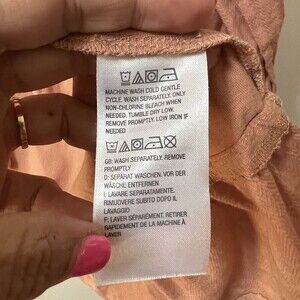 MACHINE WASH COLD GENTLE
CYCLE. WASH SEPARATELY. ONLY
NON-CHLORINE BLEACH WHEN
NEEDED. TUMBLE DRY LOW.
REMOVE PROMPTLY. LOW IRON IF
NEEDED
GB: WASH SEPARATELY. REMOVE
PROMPTLY
D: SEPARAT WASCHEN. VOR DER
WÄSCHE ENTFERNEN
I: LAVARE SEPARATAMENTE.
RIMUOVERE SUBITO DOPO IL
LAVAGGIO
F: LAVER SÉPARÉMENT. RETIRER
RAPIDEMENT DE LA MACHINE À
LAVER